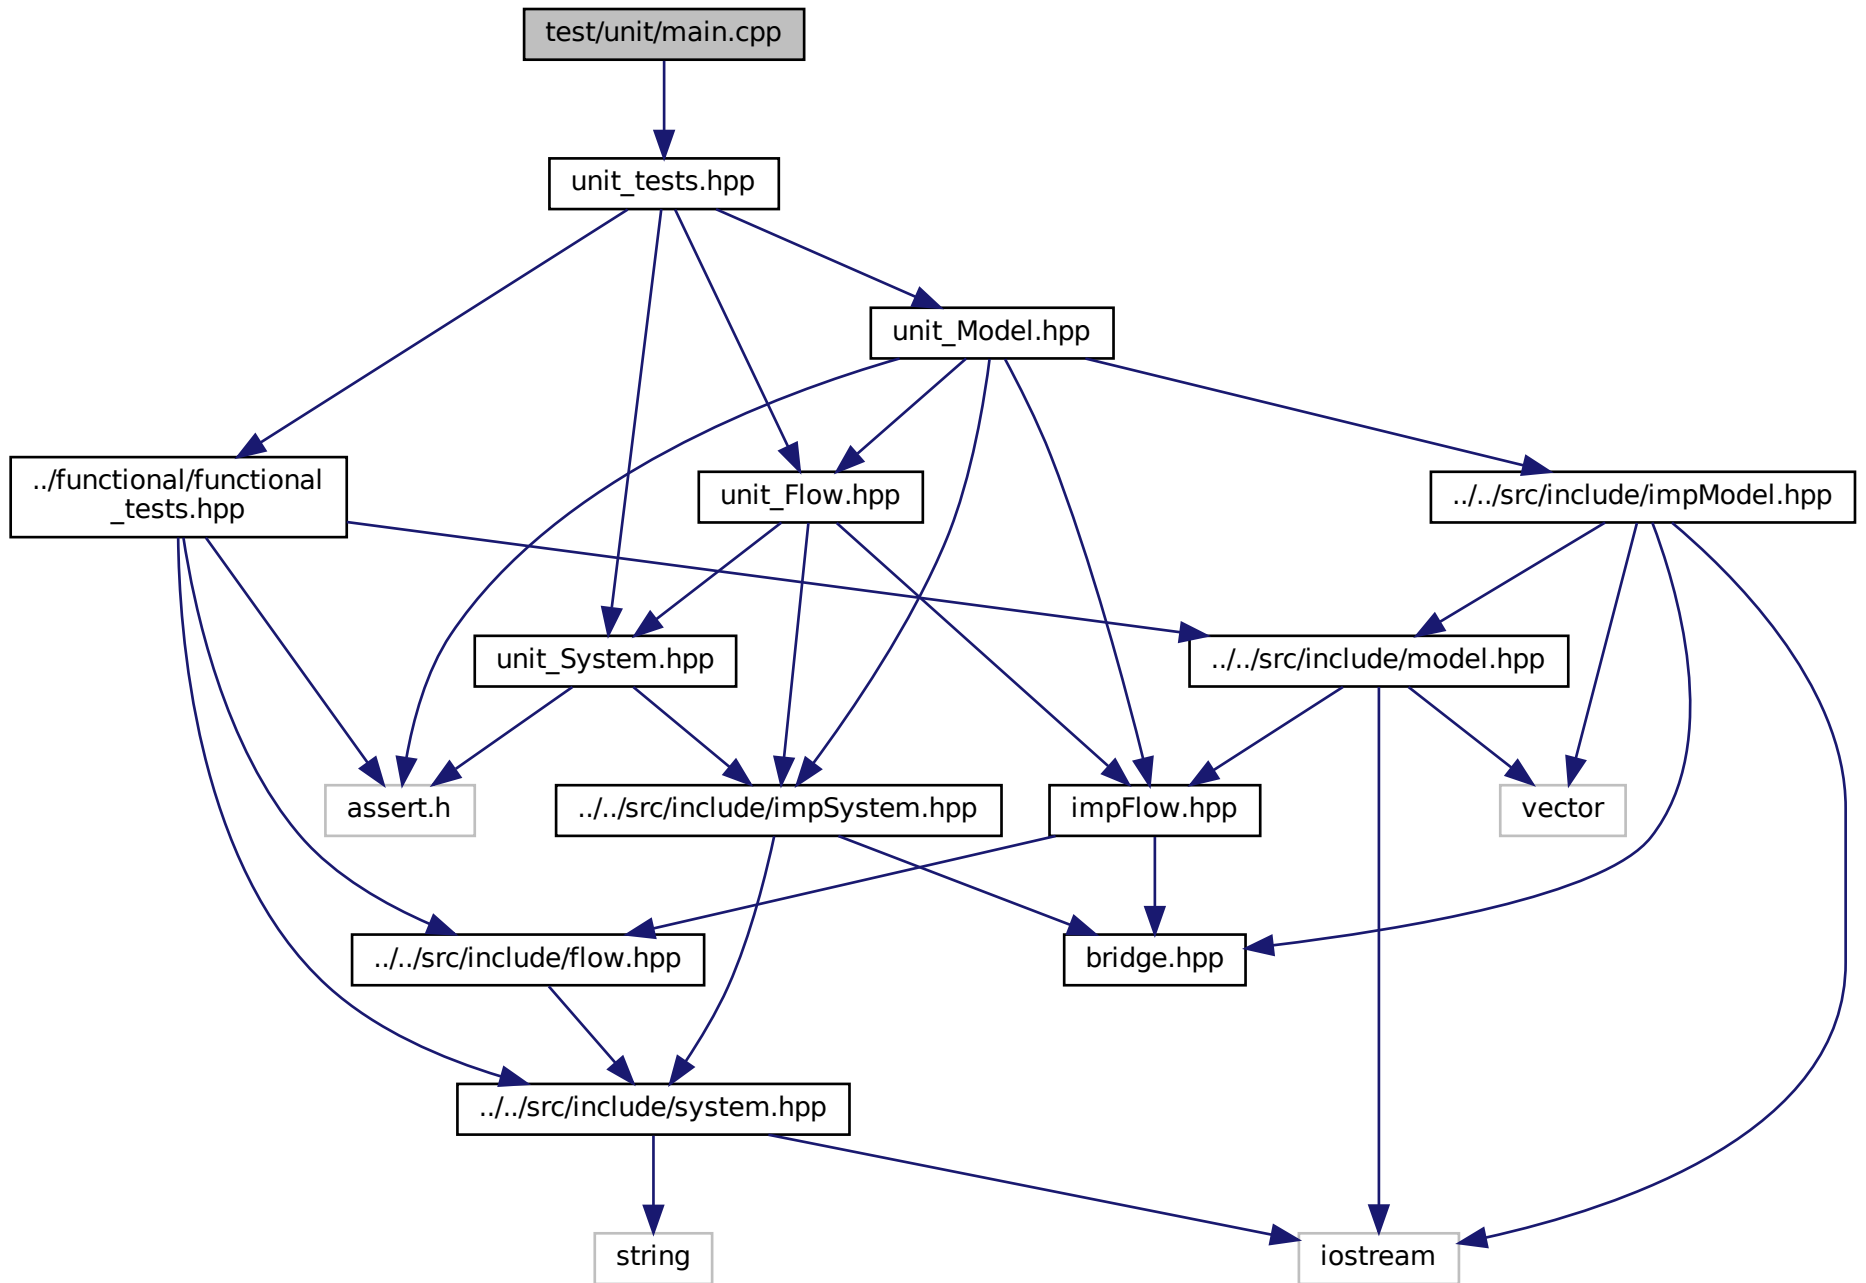 test/unit/main.cpp
unit_tests.hpp
unit_Model.hpp
../functional/functional
_tests.hpp
unit_Flow.hpp
../../src/include/impModel.hpp
unit_System.hpp
../../src/include/model.hpp
assert.h
../../src/include/impSystem.hpp
impFlow.hpp
vector
../../src/include/flow.hpp
bridge.hpp
../../src/include/system.hpp
string
iostream